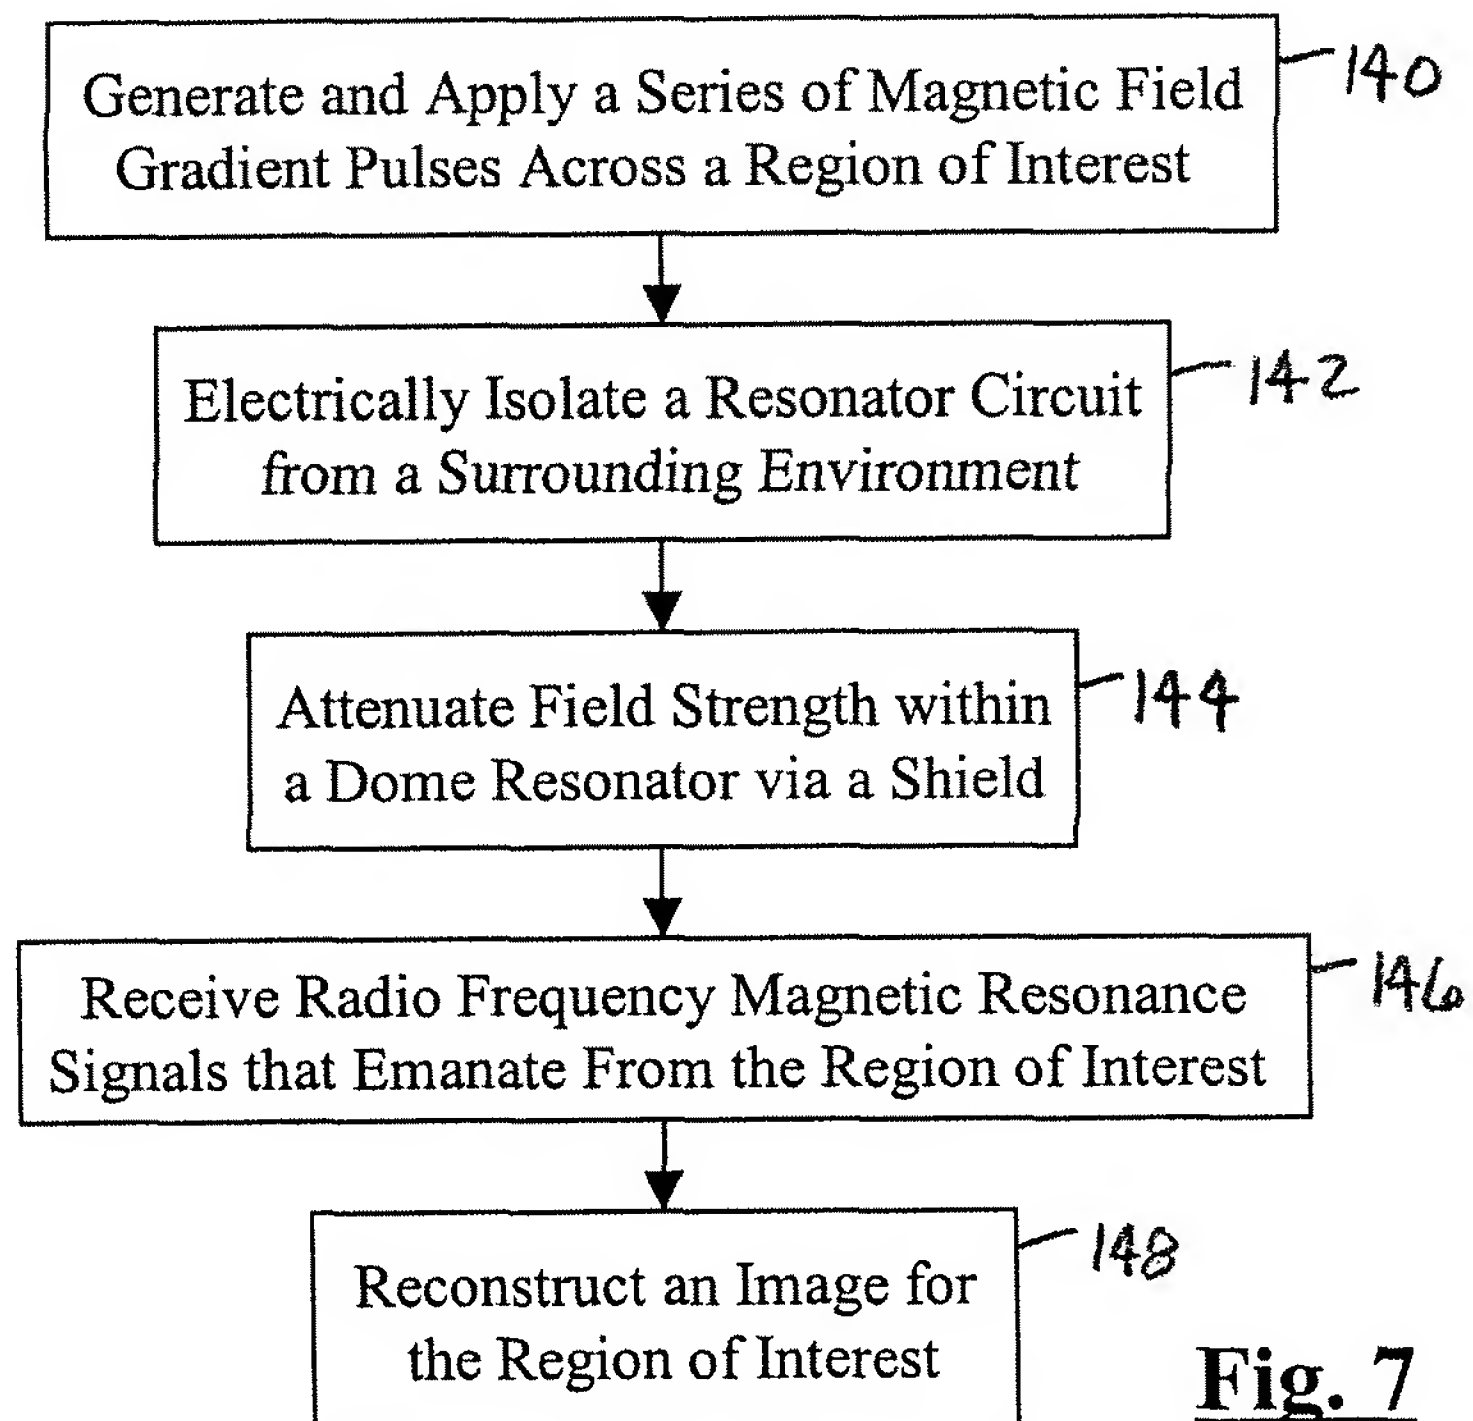 Generate and Apply a Series of Magnetic Field
Gradient Pulses Across a Region of Interest
140
Electrically Isolate a Resonator Circuit
from a Surrounding Environment
142
Attenuate Field Strength within
a Dome Resonator via a Shield
144
Receive Radio Frequency Magnetic Resonance
Signals that Emanate From the Region of Interest
146
Reconstruct an Image for
the Region of Interest
148
Fig. 7